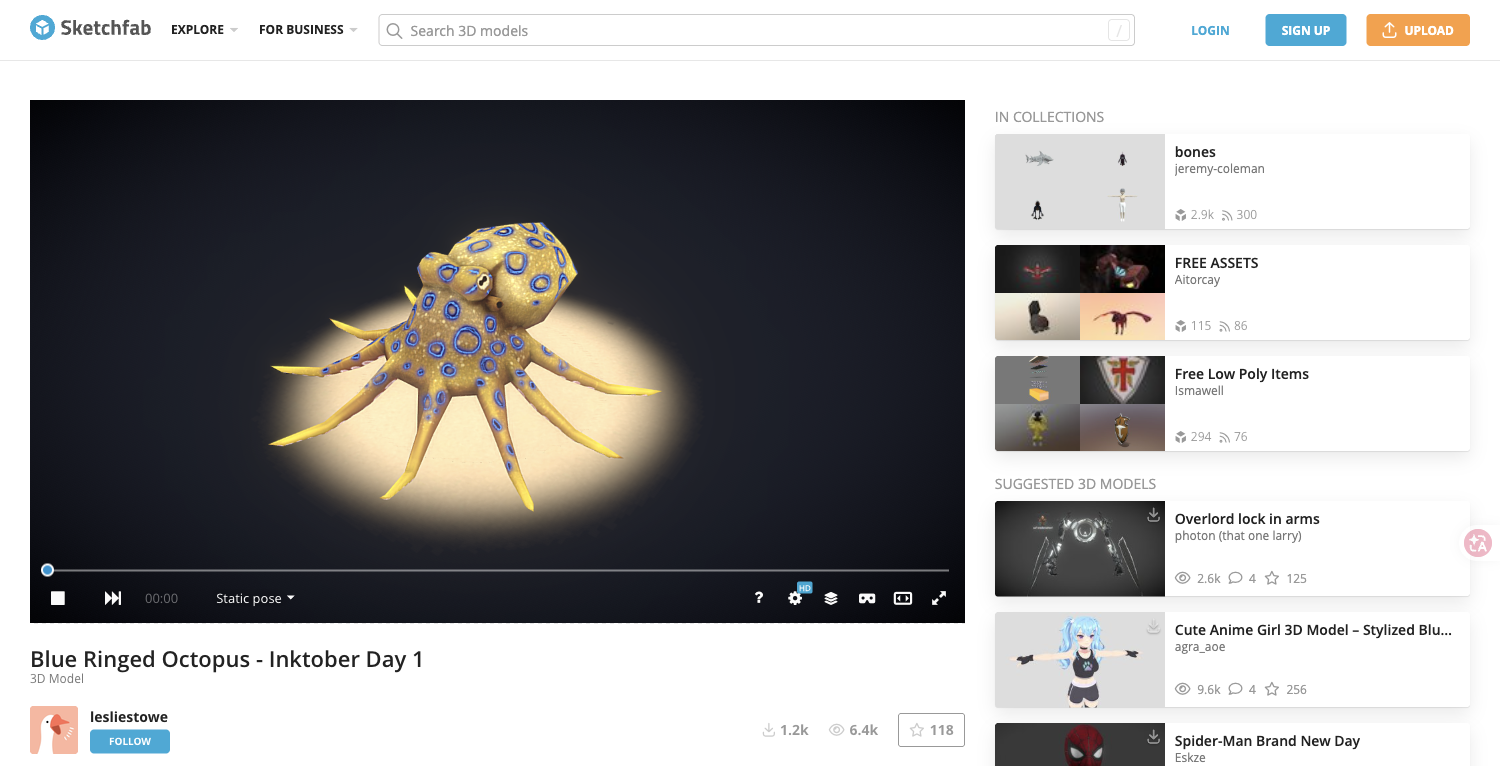 Sketchfab
EXPLORE
FOR BUSINESS
Search 3D models
/
LOGIN
SIGN UP
UPLOAD
HD
00:00
Static pose
?
Blue Ringed Octopus - Inktober Day 1
3D Model
lesliestowe
FOLLOW
1.2k
6.4k
118
IN COLLECTIONS
bones
jeremy-coleman
2.9k 300
FREE ASSETS
Aitorcay
115 86
Free Low Poly Items
Ismawell
294 76
SUGGESTED 3D MODELS
Overlord lock in arms
photon (that one larry)
2.6k 4 125
Cute Anime Girl 3D Model – Stylized Blu...
agra_aoe
9.6k 4 256
Spider-Man Brand New Day
Eskze